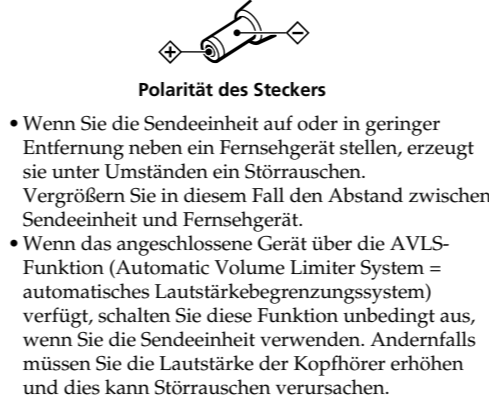 + −
Polarität des Steckers
• Wenn Sie die Sendeeinheit auf oder in geringer
Entfernung neben ein Fernsehgerät stellen, erzeugt
sie unter Umständen ein Störrauschen.
Vergrößern Sie in diesem Fall den Abstand zwischen
Sendeeinheit und Fernsehgerät.
• Wenn das angeschlossene Gerät über die AVLS-
Funktion (Automatic Volume Limiter System =
automatisches Lautstärkebegrenzungssystem)
verfügt, schalten Sie diese Funktion unbedingt aus,
wenn Sie die Sendeeinheit verwenden. Andernfalls
müssen Sie die Lautstärke der Kopfhörer erhöhen
und dies kann Störrauschen verursachen.